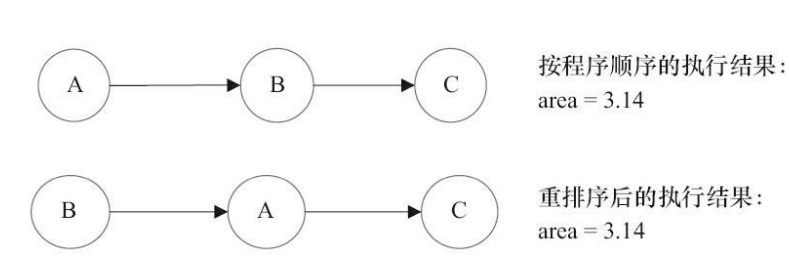 A B C
按程序顺序的执行结果：
area = 3.14
B A C
重排序后的执行结果：
area = 3.14